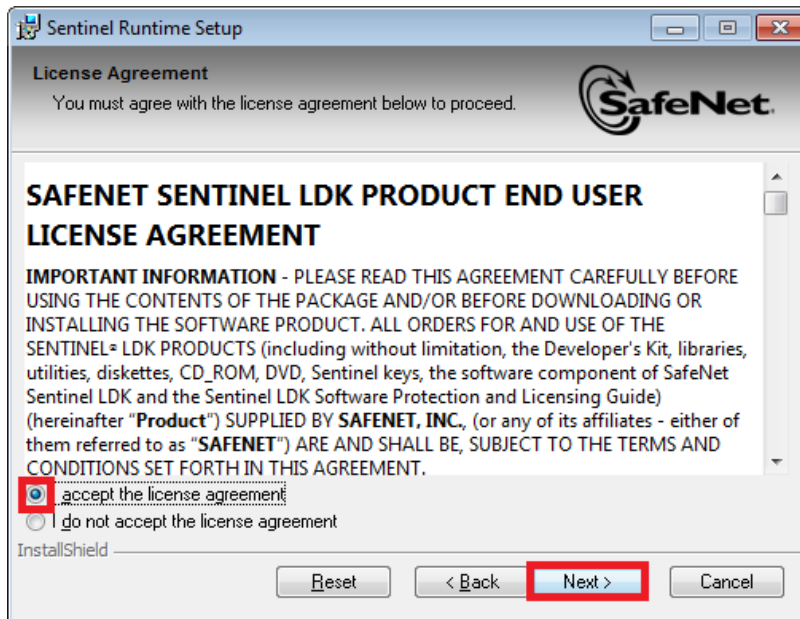 Sentinel Runtime Setup
License Agreement
You must agree with the license agreement below to proceed.
SafeNet.
SAFENET SENTINEL LDK PRODUCT END USER
LICENSE AGREEMENT
IMPORTANT INFORMATION - PLEASE READ THIS AGREEMENT CAREFULLY BEFORE
USING THE CONTENTS OF THE PACKAGE AND/OR BEFORE DOWNLOADING OR
INSTALLING THE SOFTWARE PRODUCT. ALL ORDERS FOR AND USE OF THE
SENTINEL® LDK PRODUCTS (including without limitation, the Developer's Kit, libraries,
utilities, diskettes, CD_ROM, DVD, Sentinel keys, the software component of SafeNet
Sentinel LDK and the Sentinel LDK Software Protection and Licensing Guide)
(hereinafter “Product”) SUPPLIED BY SAFENET, INC., (or any of its affiliates - either of
them referred to as “SAFENET”) ARE AND SHALL BE, SUBJECT TO THE TERMS AND
CONDITIONS SET FORTH IN THIS AGREEMENT.
accept the license agreement
I do not accept the license agreement
InstallShield
Reset < Back Next > Cancel